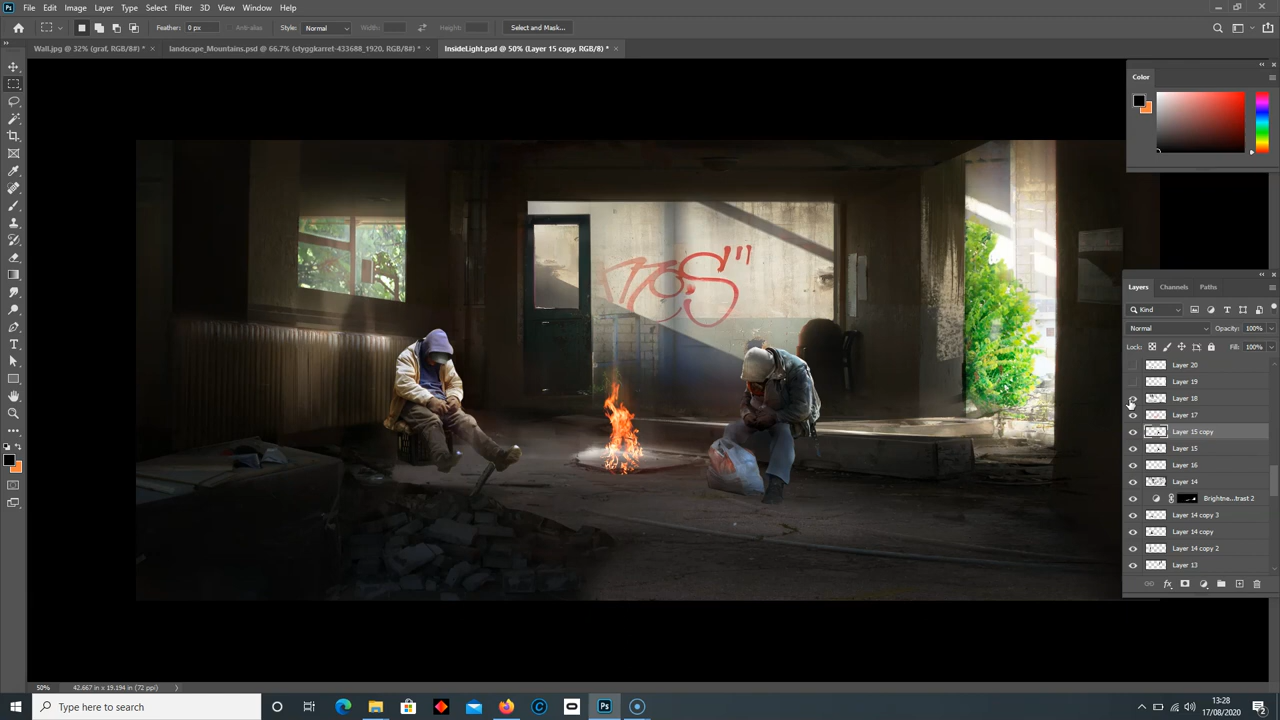 File Edit Image Layer Type Select Filter 3D View Window Help
Feather: 0 px Anti-alias Style: Normal Width: Height: Select and Mask...
Wall.jpg @ 32% (graf, RGB/8#) * × landscape_Mountains.psd @ 66.7% (styggkarret-433688_1920, RGB/8#) * × InsideLight.psd @ 50% (Layer 15 copy, RGB/8) * ×
Color
Layers Channels Paths
Kind
Normal Opacity: 100%
Lock: Fill: 100%
Layer 20
Layer 19
Layer 18
Layer 17
Layer 15 copy
Layer 15
Layer 16
Layer 14
Brightne...trast 2
Layer 14 copy 3
Layer 14 copy
Layer 14 copy 2
Layer 13
50% 42.667 in x 19.194 in (72 ppi)
Type here to search
13:28
17/08/2020
2